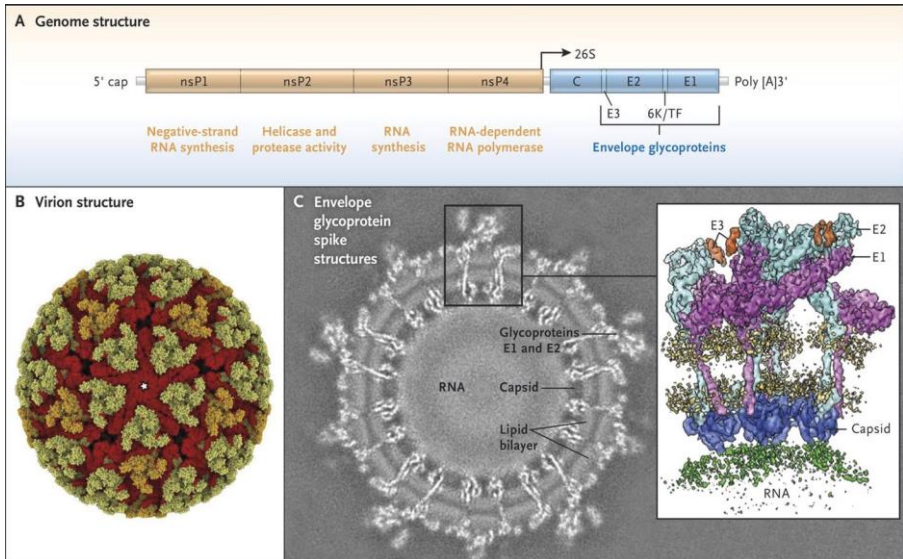 A Genome structure
26S
5' cap
nsP1
nsP2
nsP3
nsP4
C
E2
E1
Poly [A]3'
E3
6K/TF
Negative-strand
RNA synthesis
Helicase and
protease activity
RNA
synthesis
RNA-dependent
RNA polymerase
Envelope glycoproteins
B Virion structure
C Envelope
glycoprotein
spike
structures
Glycoproteins
E1 and E2
RNA
Capsid
Lipid
bilayer
E3
E2
E1
Capsid
RNA